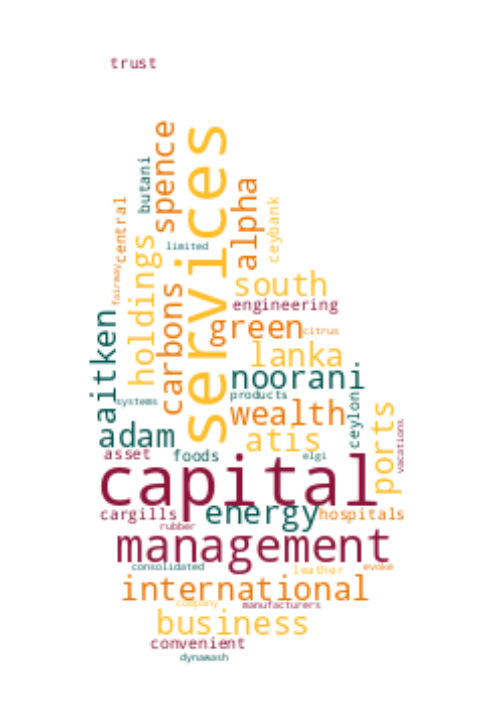 trust
services
spence
butani
alpha
central
ceybank
holdings
limited
fairway
south
carbons
engineering
green
citrus
aitken
lanka
noorani
products
systems
wealth
ceylon
ports
adam
atis
vacations
asset
foods
elgi
capital
cargills
energy
hospitals
rubber
management
consolidated
leather
evoke
international
company
manufacturers
business
convenient
dynawash